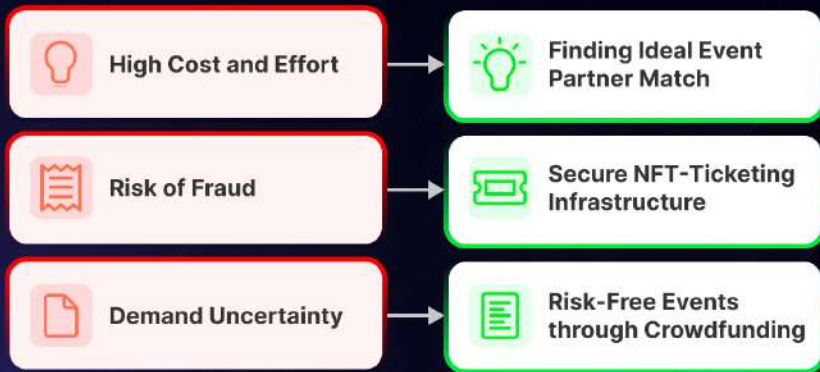 High Cost and Effort
Finding Ideal Event
Partner Match
Risk of Fraud
Secure NFT-Ticketing
Infrastructure
Demand Uncertainty
Risk-Free Events
through Crowdfunding